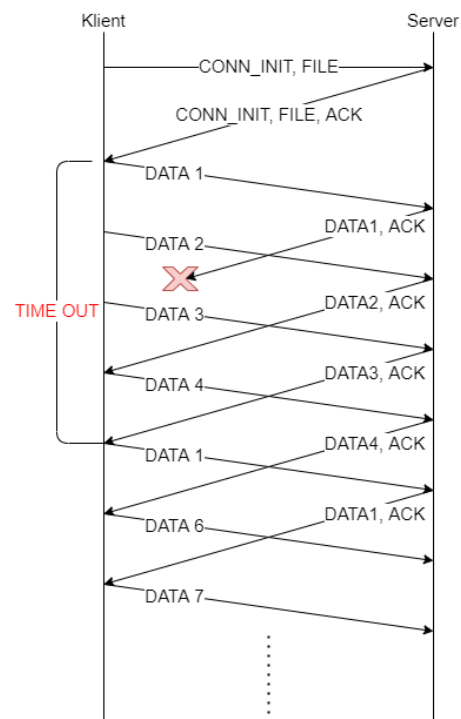 Klient
Server
CONN_INIT, FILE
CONN_INIT, FILE, ACK
DATA 1
DATA1, ACK
DATA 2
DATA2, ACK
TIME OUT
DATA 3
DATA3, ACK
DATA 4
DATA4, ACK
DATA 1
DATA1, ACK
DATA 6
DATA 7